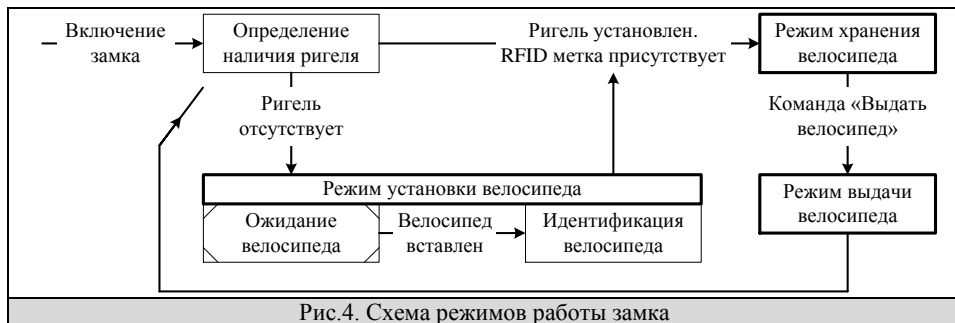 Включение
замка
Определение
наличия ригеля
Ригель установлен.
RFID метка присутствует
Режим хранения
велосипеда
Ригель
отсутствует
Команда «Выдать
велосипед»
Режим установки велосипеда
Ожидание
велосипеда
Велосипед
вставлен
Идентификация
велосипеда
Режим выдачи
велосипеда
Рис.4. Схема режимов работы замка